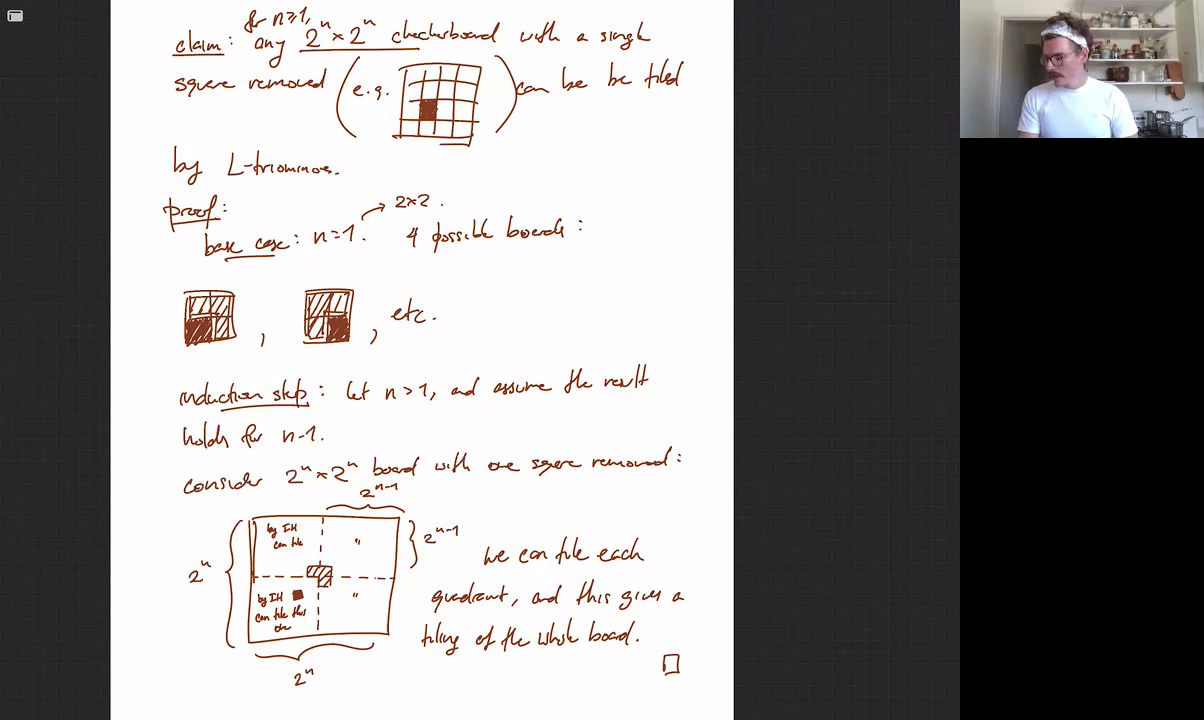 for n≥1,
claim: any 2^n × 2^n checkerboard with a single
square removed (e.g. ) can be be tiled
by L-triominoes.
proof:
base case: n=1. → 2×2. 4 possible boards:
, , etc.
induction step: let n>1, and assume the result
holds for n-1.
consider 2^n × 2^n board with one square removed:
2^n-1
by IH
can tile
"
2^n-1
2^n
we can tile each
by IH
can tile this
one
"
quadrant, and this gives a
tiling of the whole board.
2^n
□